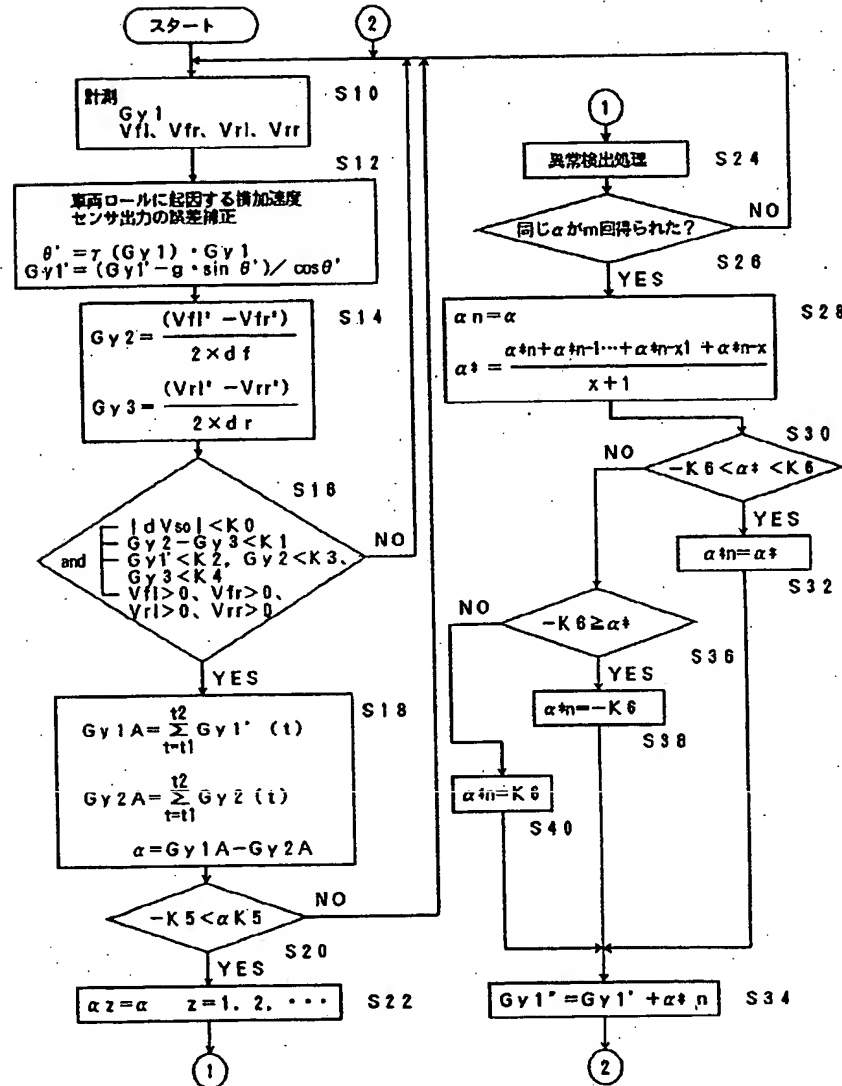 スタート
2
計測
Gy1
Vfl、Vfr、Vrl、Vrr
S10
S12
車両ロールに起因する横加速度
センサ出力の誤差補正
θ'=γ(Gy1)・Gy1
Gy1'=(Gy1'-g・sin θ')/cosθ'
S14
Gy2=(Vfl'-Vfr')/2×df
Gy3=(Vrl'-Vrr')/2×dr
S16
and
|dVso|<K0
Gy2-Gy3<K1
Gy1'<K2, Gy2<K3、
Gy3<K4
Vfl>0、Vfr>0、
Vrl>0、Vrr>0
NO
YES
S18
t2
Gy1A=ΣGy1'(t)
t=t1
t2
Gy2A=ΣGy2(t)
t=t1
α=Gy1A-Gy2A
-K5<αK5
NO
S20
YES
αz=α z=1. 2, ・・・
S22
1
1
異常検出処理
S24
同じαがm回得られた?
NO
S26
YES
S28
αn=α
α*=α*n+α*n-1…+α*n-x1+α*n-x/x+1
S30
NO
-K6<α*<K6
YES
α*n=α*
S32
NO
-K6≧α*
S36
YES
α*n=-K6
S38
α*n=K6
S40
Gy1"=Gy1'+α*n
S34
2